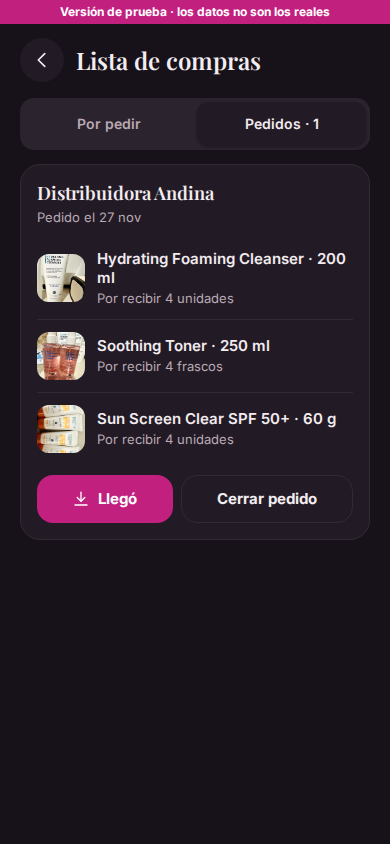 Versión de prueba · los datos no son los reales
Lista de compras
Por pedir
Pedidos · 1
Distribuidora Andina
Pedido el 27 nov
Hydrating Foaming Cleanser · 200
ml
Por recibir 4 unidades
Soothing Toner · 250 ml
Por recibir 4 frascos
Sun Screen Clear SPF 50+ · 60 g
Por recibir 4 unidades
Llegó
Cerrar pedido